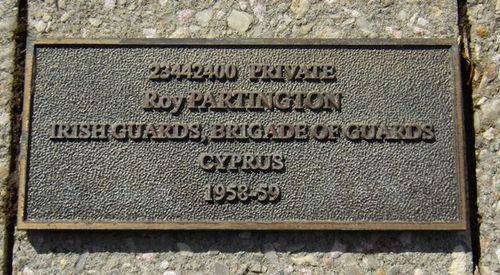 23442400 PRIVATE
Roy PARTINGTON
IRISH GUARDS, BRIGADE OF GUARDS
CYPRUS
1958-59